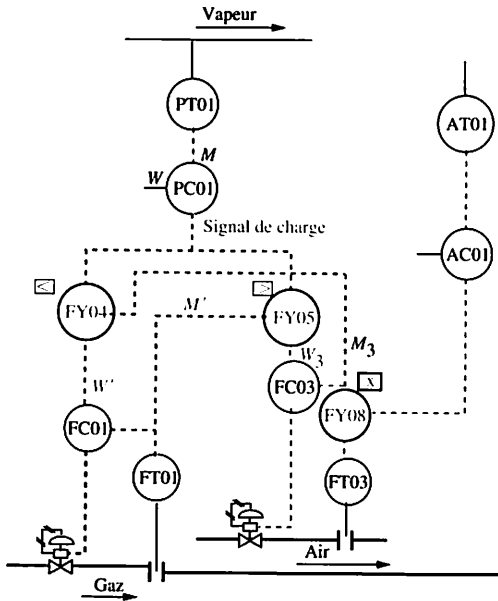 Vapeur
PT01
AT01
M
W
PC01
Signal de charge
AC01
<
>
FY04
M'
FY05
M3
W3
W'
FC03
x
FC01
FY08
FT01
FT03
Air
Gaz